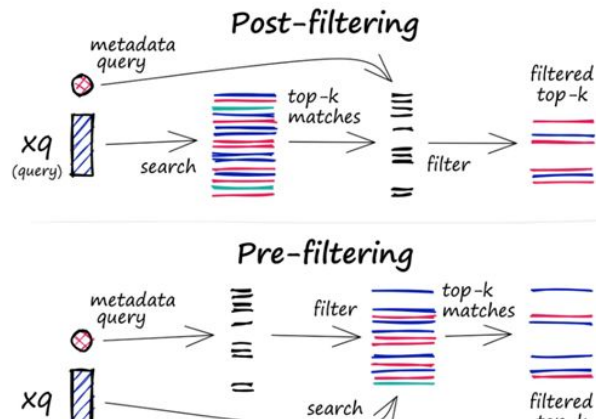 Post-filtering
metadata
query
xq
(query)
search
top-k
matches
filter
filtered
top-k
Pre-filtering
metadata
query
filter
top-k
matches
xq
search
filtered
top-k